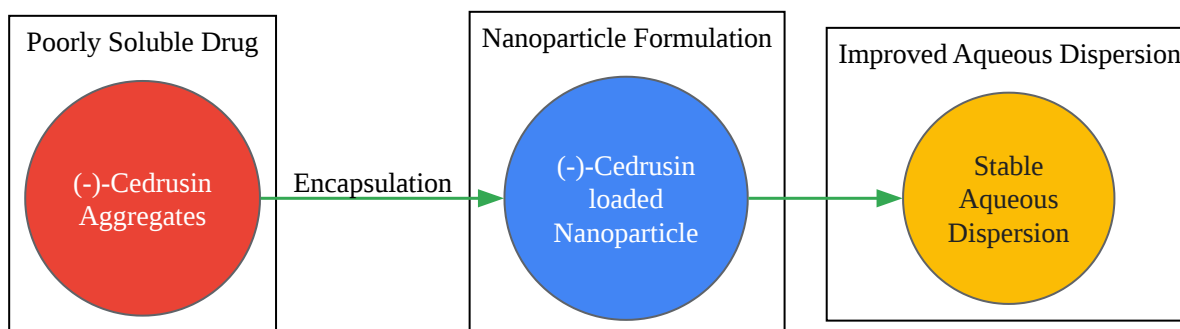 Poorly Soluble Drug
(-)-Cedrusin
Aggregates
Encapsulation
Nanoparticle Formulation
(-)-Cedrusin
loaded
Nanoparticle
Improved Aqueous Dispersion
Stable
Aqueous
Dispersion